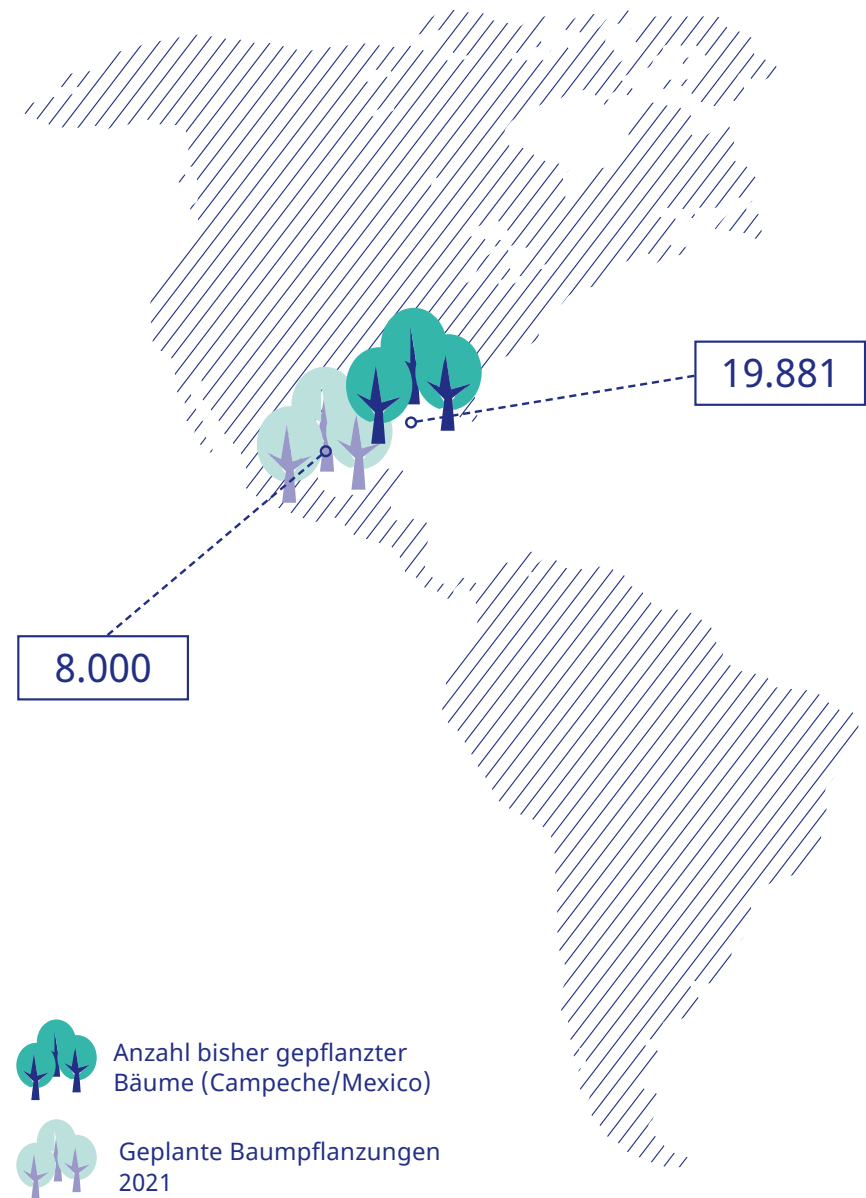 19.881
8.000
Anzahl bisher gepflanzter
Bäume (Campeche/Mexico)
Geplante Baumpflanzungen
2021